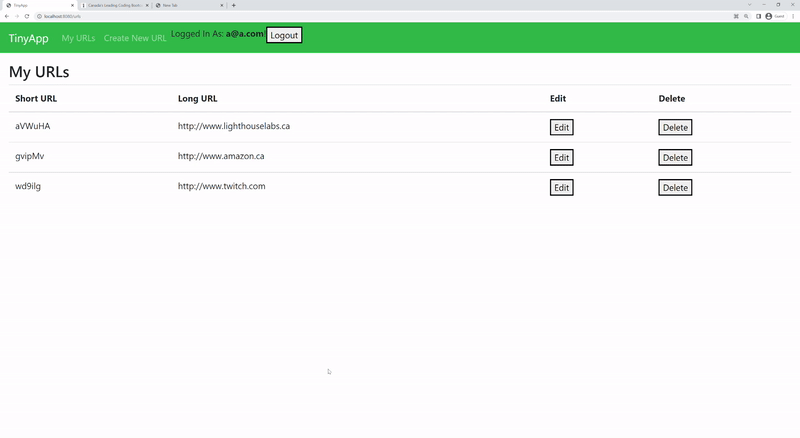 TinyApp
Canada's Leading Coding Bootc
New Tab
localhost:8080/urls
Guest
TinyApp My URLs Create New URL Logged In As: a@a.com! Logout
My URLs
Short URL Long URL Edit Delete
aVWuHA http://www.lighthouselabs.ca Edit Delete
gvipMv http://www.amazon.ca Edit Delete
wd9ilg http://www.twitch.com Edit Delete